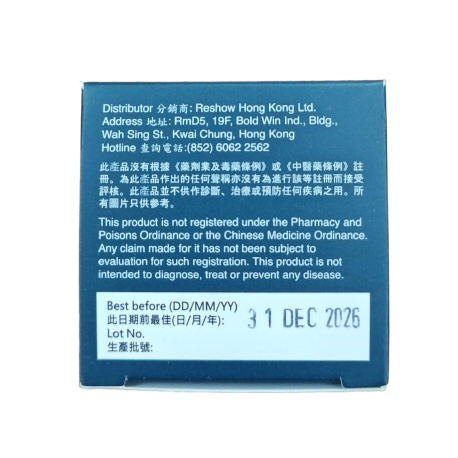 Distributor 分銷商: Reshow Hong Kong Ltd.
Address 地址: RmD5, 19F, Bold Win Ind., Bldg.,
Wah Sing St., Kwai Chung, Hong Kong
Hotline 查詢電話:(852) 6062 2562
此產品沒有根據《藥劑業及毒藥條例》或《中醫藥條例》註
冊。為此產品作出的任何聲稱亦沒有為進行該等註冊而接受
評核。此產品並不供作診斷、治療或預防任何疾病之用。所
有圖片只供參考。
This product is not registered under the Pharmacy and
Poisons Ordinance or the Chinese Medicine Ordinance.
Any claim made for it has not been subject to
evaluation for such registration. This product is not
intended to diagnose, treat or prevent any disease.
Best before (DD/MM/YY)
此日期前最佳(日/月/年): 31 DEC 2026
Lot No.
生產批號: